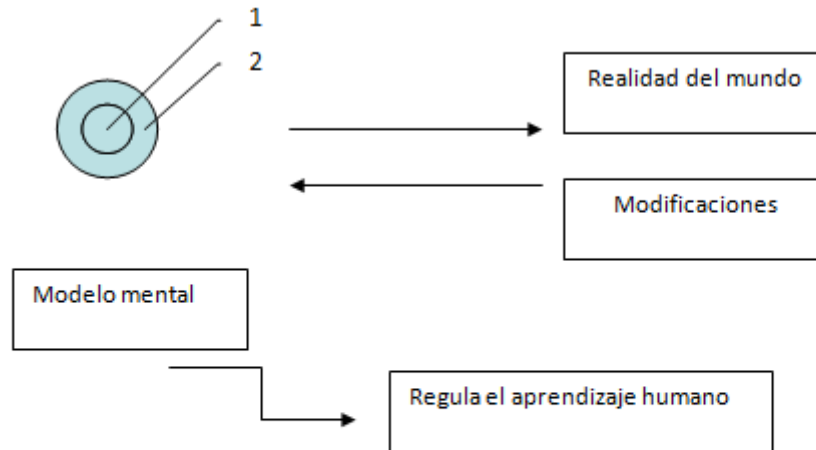 1
2
Realidad del mundo
Modificaciones
Modelo mental
Regula el aprendizaje humano